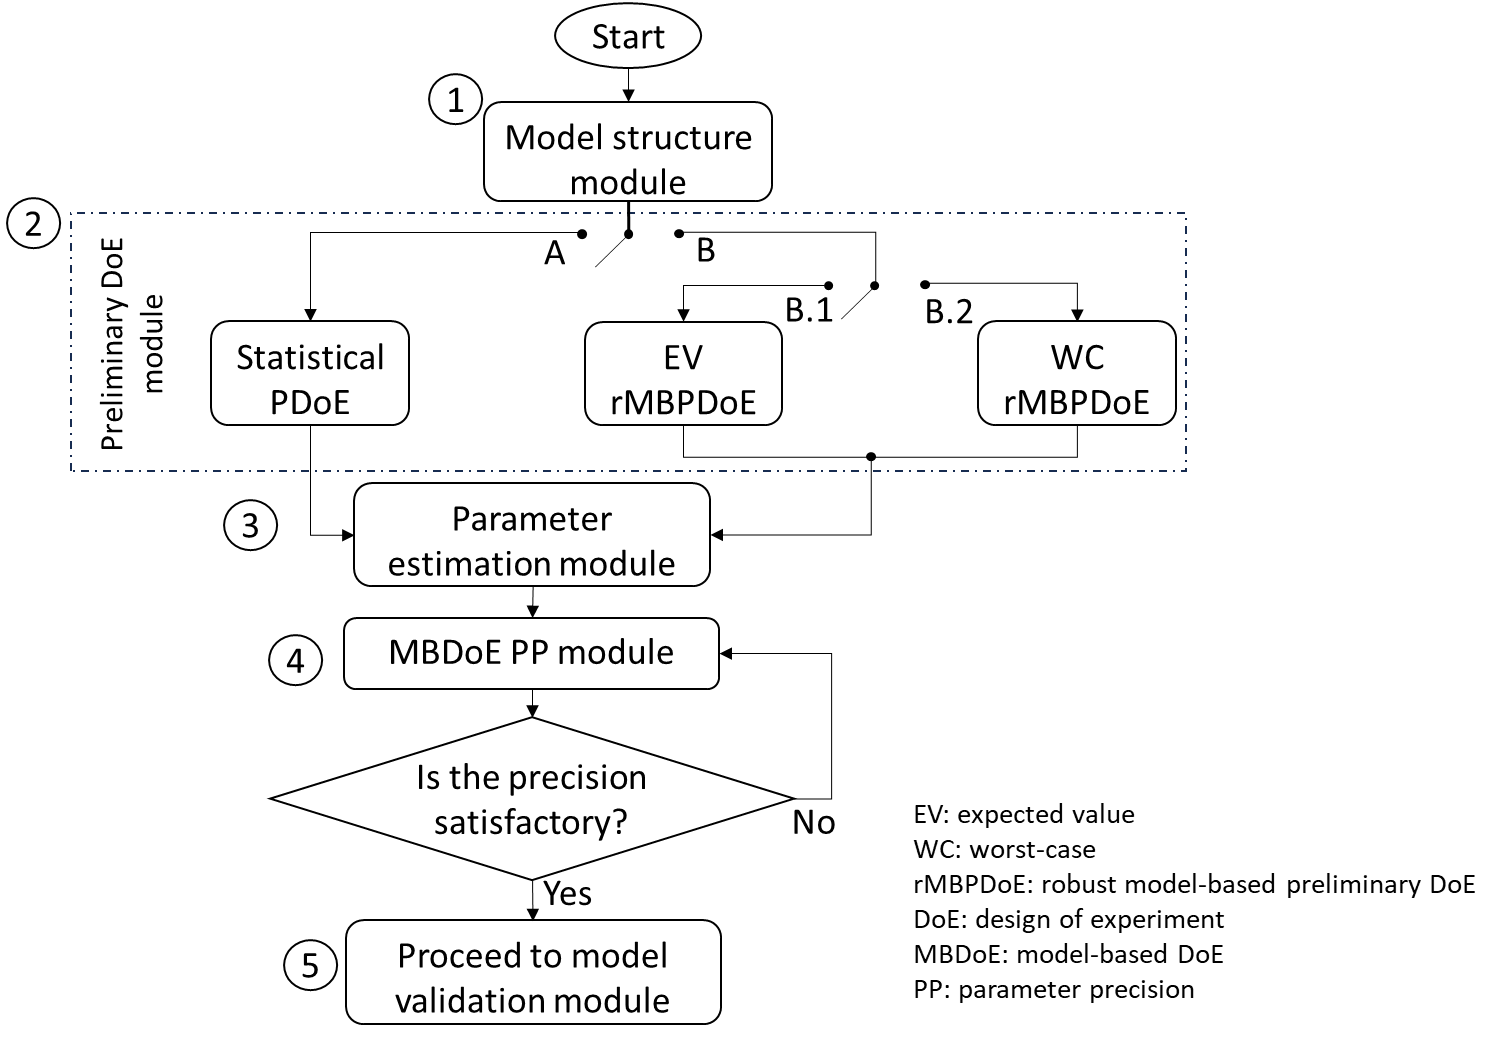 Start
1
Model structure
module
2
Preliminary DoE
module
A
B
B.1
B.2
Statistical
PDoE
EV
rMBPDoE
WC
rMBPDoE
3
Parameter
estimation module
4
MBDoE PP module
Is the precision
satisfactory?
No
Yes
5
Proceed to model
validation module
EV: expected value
WC: worst-case
rMBPDoE: robust model-based preliminary DoE
DoE: design of experiment
MBDoE: model-based DoE
PP: parameter precision